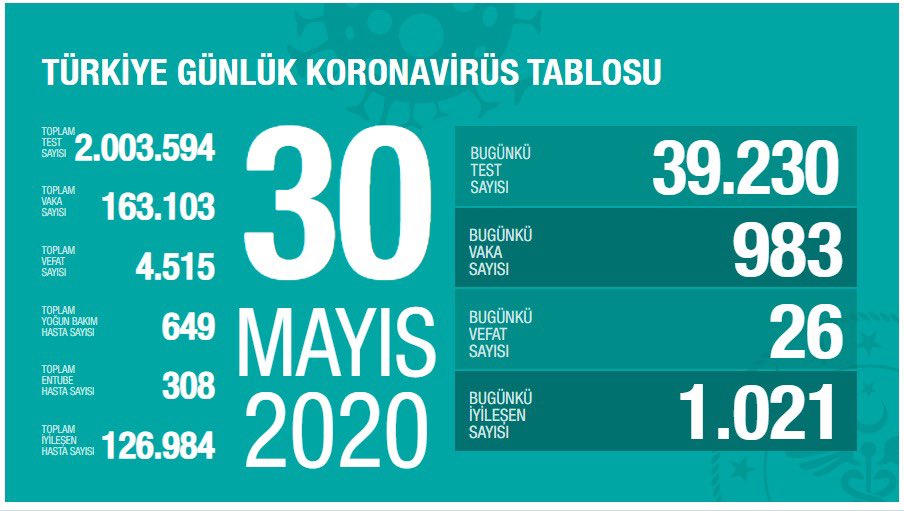 TÜRKİYE GÜNLÜK KORONAVİRÜS TABLOSU
TOPLAM
TEST
SAYISI
2.003.594
TOPLAM
VAKA
SAYISI
163.103
TOPLAM
VEFAT
SAYISI
4.515
TOPLAM
YOĞUN BAKIM
HASTA SAYISI
649
TOPLAM
ENTUBE
HASTA SAYISI
308
TOPLAM
İYİLEŞEN
HASTA SAYISI
126.984
30
MAYIS
2020
BUGÜNKÜ
TEST
SAYISI
39.230
BUGÜNKÜ
VAKA
SAYISI
983
BUGÜNKÜ
VEFAT
SAYISI
26
BUGÜNKÜ
İYİLEŞEN
SAYISI
1.021